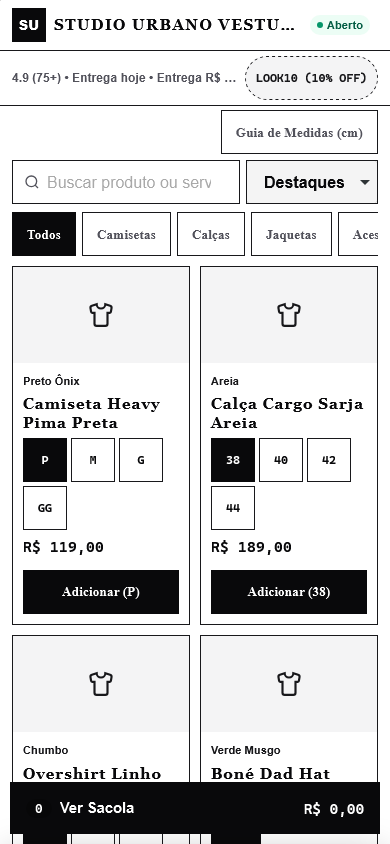 SU STUDIO URBANO VESTU... Aberto
4.9 (75+) • Entrega hoje • Entrega R$ ... LOOK10 (10% OFF)
Guia de Medidas (cm)
Buscar produto ou serv Destaques
Todos Camisetas Calças Jaquetas Aces
Preto Ônix
Camiseta Heavy
Pima Preta
P M G
GG
R$ 119,00
Adicionar (P)
Areia
Calça Cargo Sarja
Areia
38 40 42
44
R$ 189,00
Adicionar (38)
Chumbo
Overshirt Linho
Verde Musgo
Boné Dad Hat
0 Ver Sacola R$ 0,00